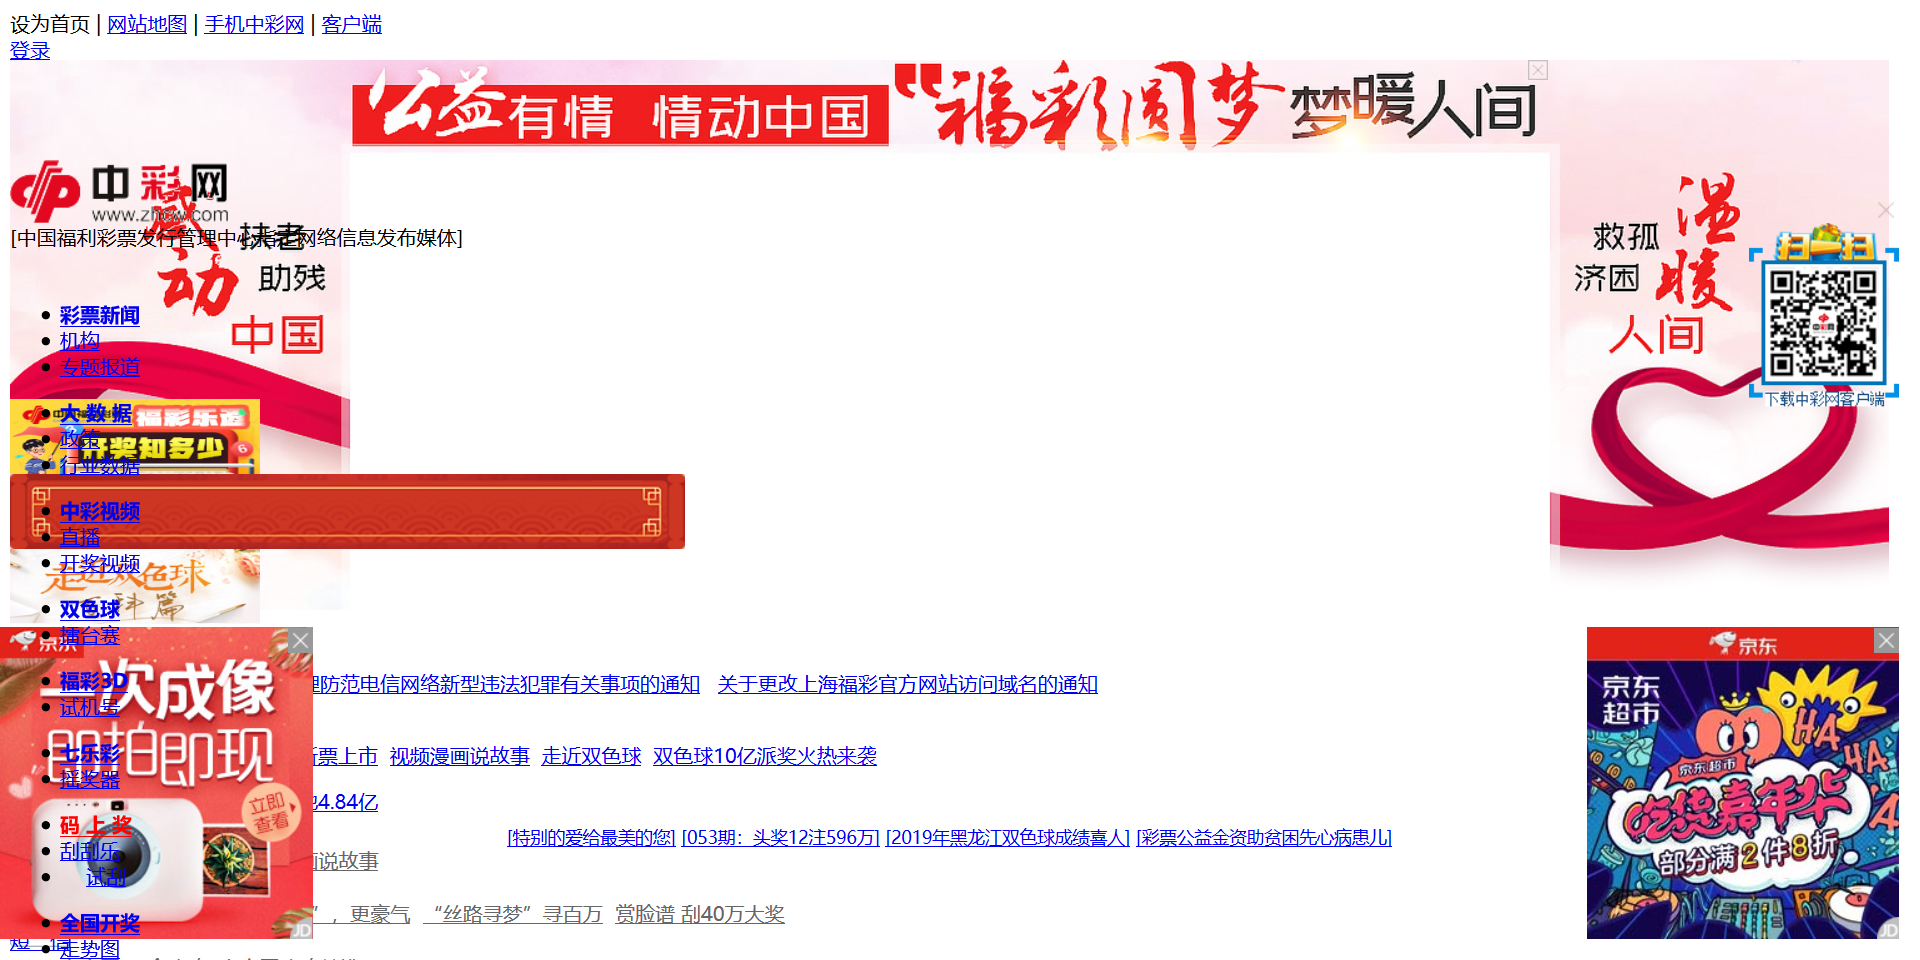 设为首页 | 网站地图 | 手机中彩网 | 客户端
登录
公益有情 情动中国
“福彩圆梦 梦暖人间
中彩网
www.zhcw.com
[中国福利彩票发行管理中心指定网络信息发布媒体]
感动
扶老
助残
中国
温暖
救孤
济困
人间
扫一扫
下载中彩网客户端
彩票新闻
机构
专题报道
大 数 据
福彩乐透
开奖知多少
政策
行业数据
中彩视频
直播
开奖视频
走近双色球
百科篇
双色球
擂台赛
京东
一次成像
即拍即现
立即
查看
JD
福彩3D
试机号
七乐彩
摇奖器
码 上 奖
刮刮乐
试刮
全国开奖
走势图
防范电信网络新型违法犯罪有关事项的通知 关于更改上海福彩官方网站访问域名的通知
票上市 视频漫画说故事 走近双色球 双色球10亿派奖火热来袭
4.84亿
[特别的爱给最美的您] [053期：头奖12注596万] [2019年黑龙江双色球成绩喜人] [彩票公益金资助贫困先心病患儿]
说故事
”，更豪气 “丝路寻梦”寻百万 赏脸谱 刮40万大奖
京东
京东
超市
HA
HA
京东超市
吃货嘉年华
部分满2件8折
JD